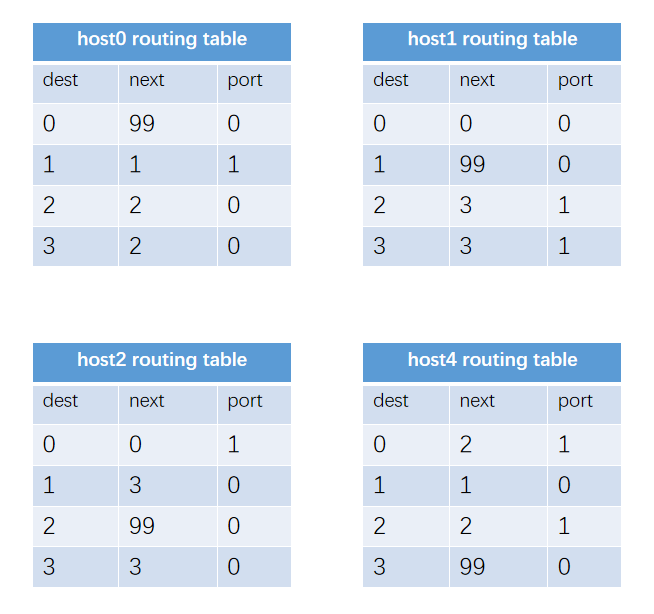 host0 routing table
dest next port
0 99 0
1 1 1
2 2 0
3 2 0
host1 routing table
dest next port
0 0 0
1 99 0
2 3 1
3 3 1
host2 routing table
dest next port
0 0 1
1 3 0
2 99 0
3 3 0
host4 routing table
dest next port
0 2 1
1 1 0
2 2 1
3 99 0